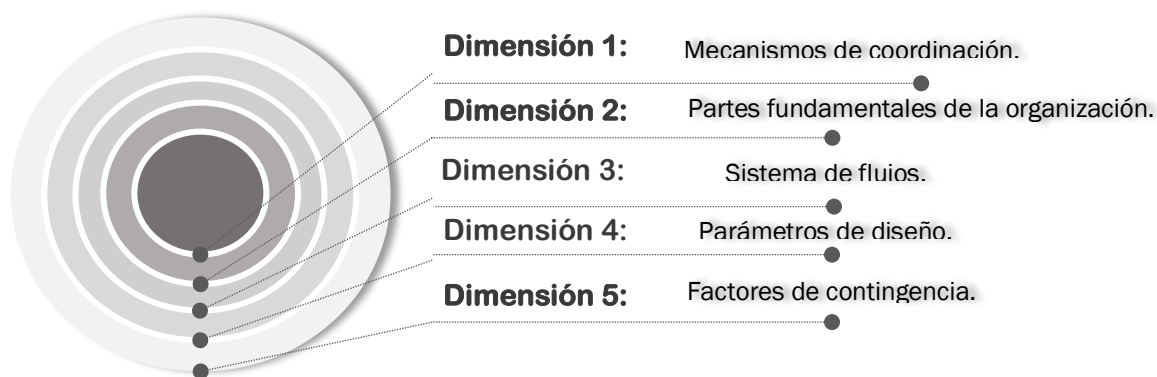 Dimensión 1: Mecanismos de coordinación.
Dimensión 2: Partes fundamentales de la organización.
Dimensión 3: Sistema de flujos.
Dimensión 4: Parámetros de diseño.
Dimensión 5: Factores de contingencia.